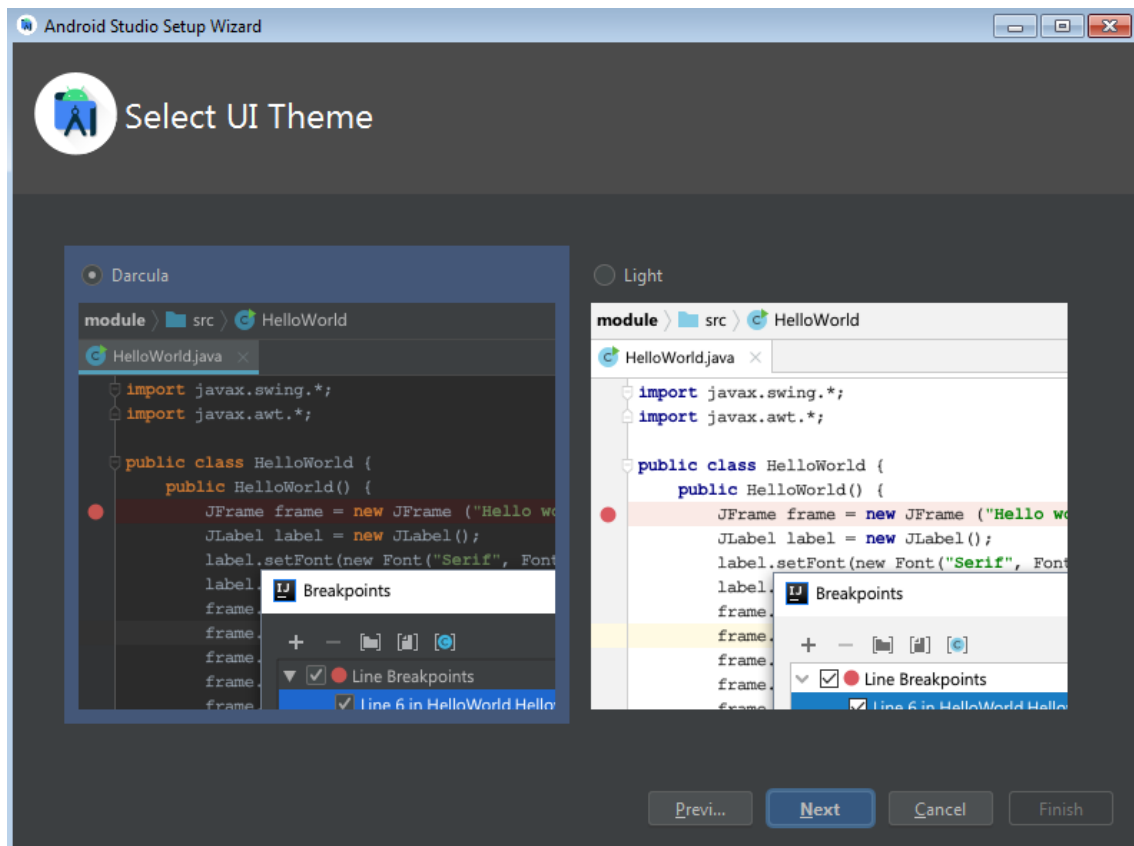 Android Studio Setup Wizard
Select UI Theme
Darcula
module src HelloWorld
HelloWorld.java
import javax.swing.*;
import javax.awt.*;
public class HelloWorld {
public HelloWorld() {
JFrame frame = new JFrame ("Hello wo
JLabel label = new JLabel();
label.setFont(new Font("Serif", Font
label.
frame.
frame.
frame.
frame.
frame
IJ
Breakpoints
Line Breakpoints
Line 6 in HelloWorld.Hello
Light
module src HelloWorld
HelloWorld.java
import javax.swing.*;
import javax.awt.*;
public class HelloWorld {
public HelloWorld() {
JFrame frame = new JFrame ("Hello wo
JLabel label = new JLabel();
label.setFont(new Font("Serif", Font
label.
frame.
frame.
frame.
frame.
frame
IJ
Breakpoints
Line Breakpoints
Line 6 in HelloWorld.Hello
Previ... Next Cancel Finish